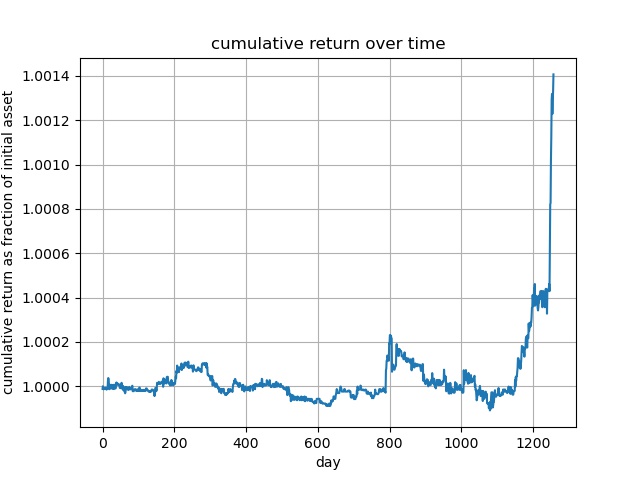 cumulative return over time
cumulative return as fraction of initial asset
1.0014
1.0012
1.0010
1.0008
1.0006
1.0004
1.0002
1.0000
0 200 400 600 800 1000 1200
day